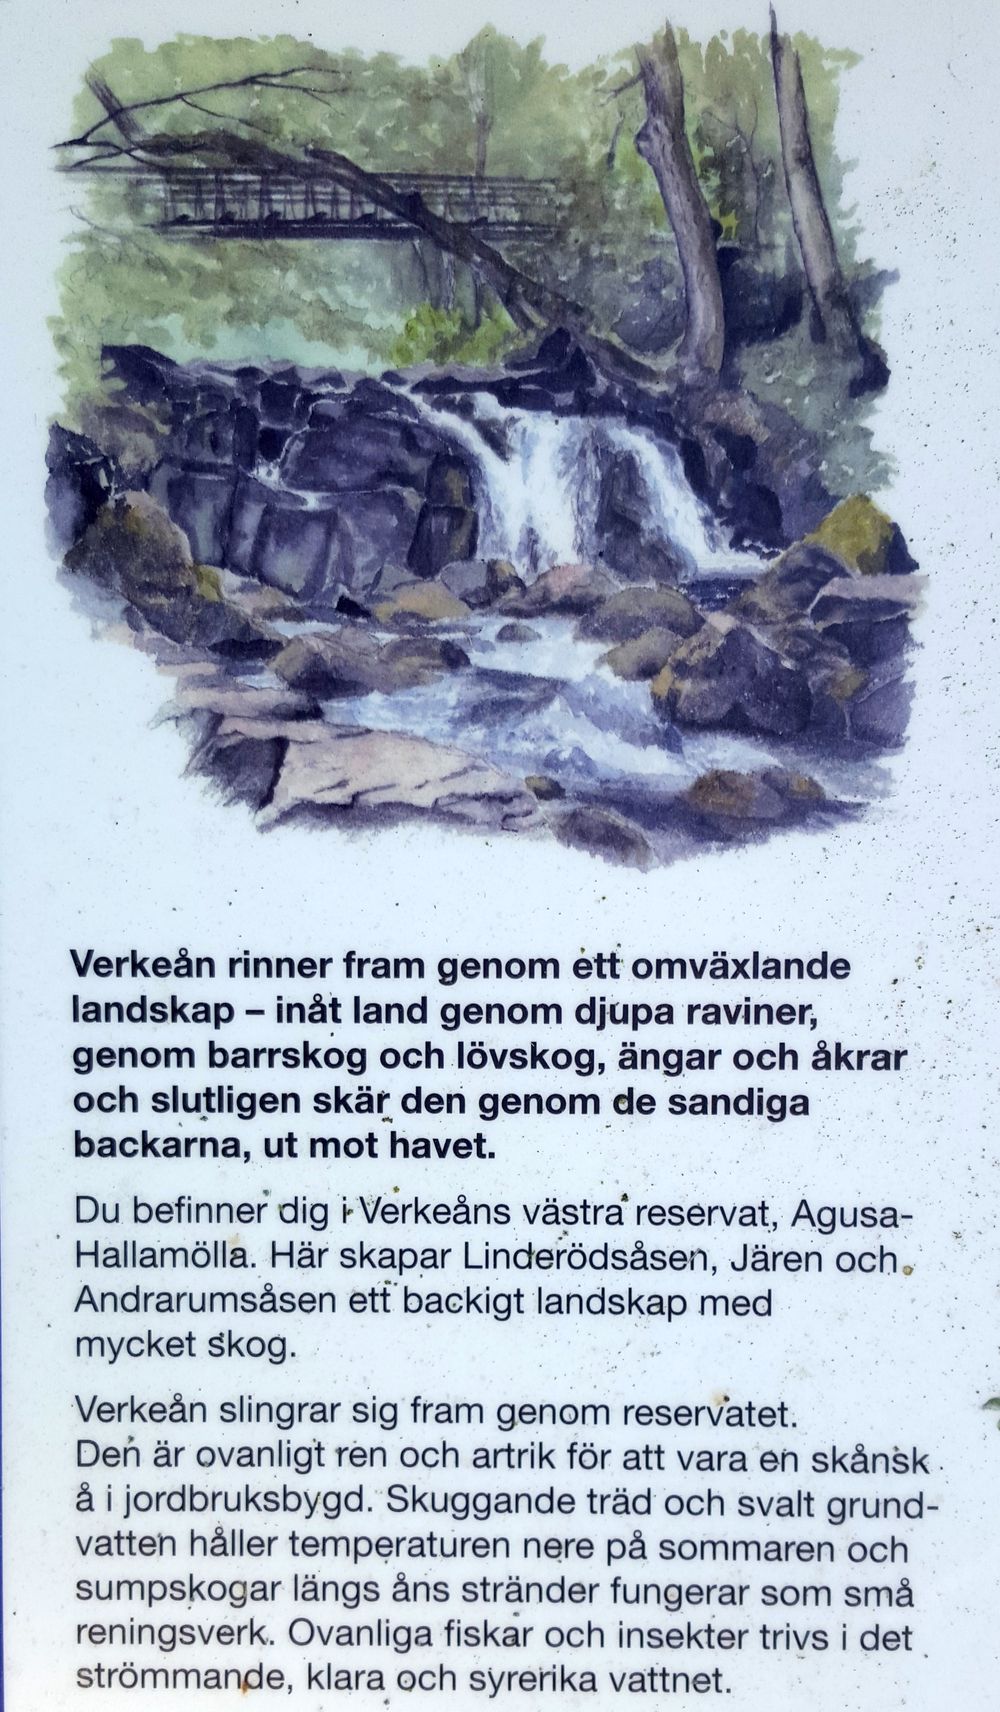 Verkeån rinner fram genom ett omväxlande
landskap – inåt land genom djupa raviner,
genom barrskog och lövskog, ängar och åkrar
och slutligen skär den genom de sandiga
backarna, ut mot havet.
Du befinner dig i Verkeåns västra reservat, Agusa-
Hallamölla. Här skapar Linderödsåsen, Jären och
Andrarumsåsen ett backigt landskap med
mycket skog.
Verkeån slingrar sig fram genom reservatet.
Den är ovanligt ren och artrik för att vara en skånsk
å i jordbruksbygd. Skuggande träd och svalt grund-
vatten håller temperaturen nere på sommaren och
sumpskogar längs åns stränder fungerar som små
reningsverk. Ovanliga fiskar och insekter trivs i det
strömmande, klara och syrerika vattnet.